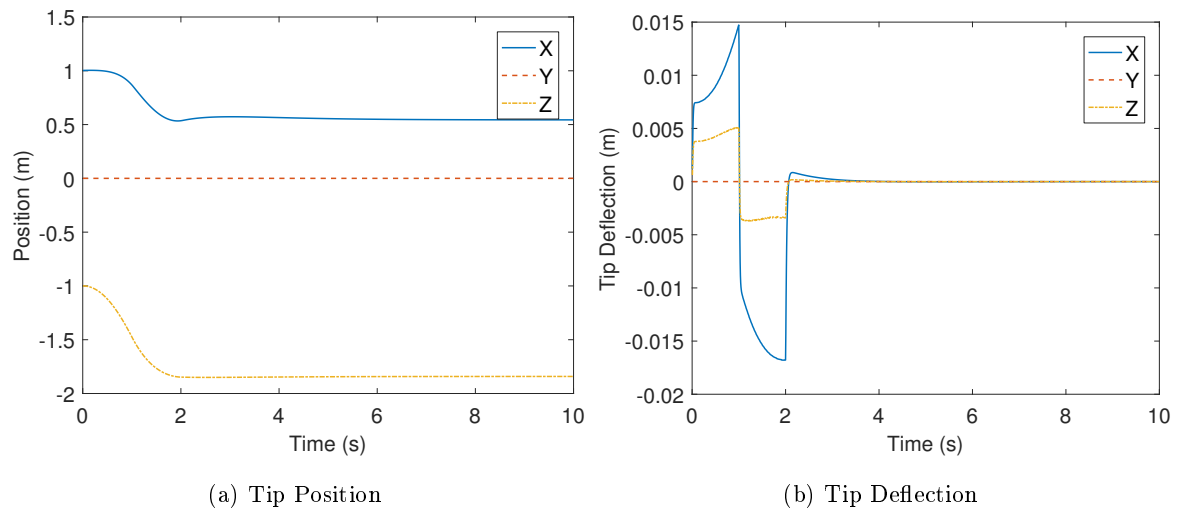 1.5
1
0.5
0
-0.5
-1
-1.5
-2
Position (m)
0 2 4 6 8 10
Time (s)
X
Y
Z
(a) Tip Position
0.015
0.01
0.005
0
-0.005
-0.01
-0.015
-0.02
Tip Deflection (m)
0 2 4 6 8 10
Time (s)
X
Y
Z
(b) Tip Deflection